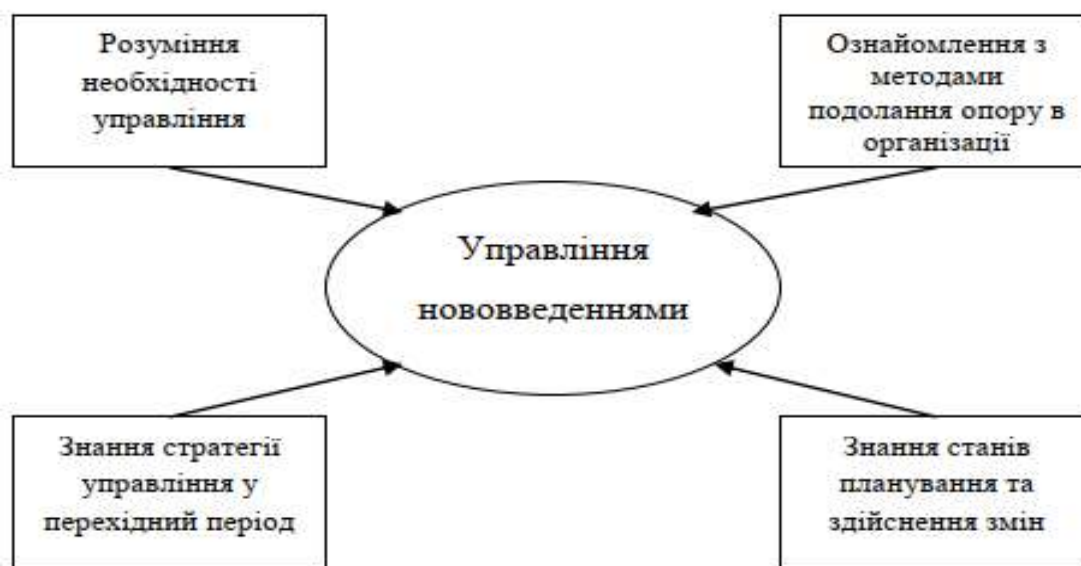 Розуміння
необхідності
управління
Ознайомлення з
методами
подолання опору в
організації
Управління
нововведеннями
Знання стратегії
управління у
перехідний період
Знання станів
планування та
здійснення змін